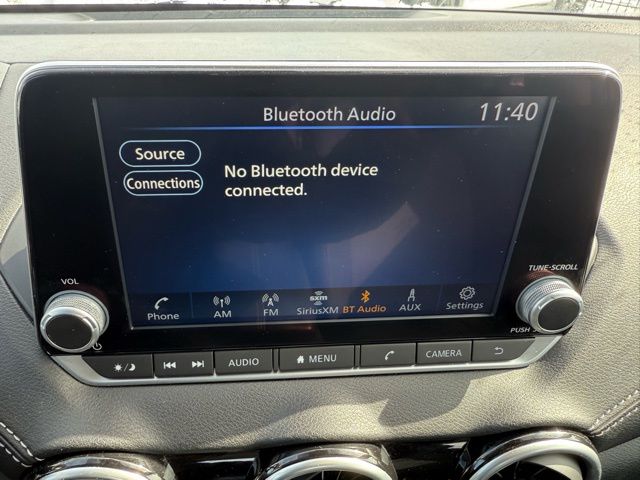 Bluetooth Audio
11:40
Source
Connections
No Bluetooth device
connected.
VOL
TUNE•SCROLL
PUSH
Phone
AM
FM
sxm
SiriusXM
BT Audio
AUX
Settings
AUDIO
MENU
CAMERA